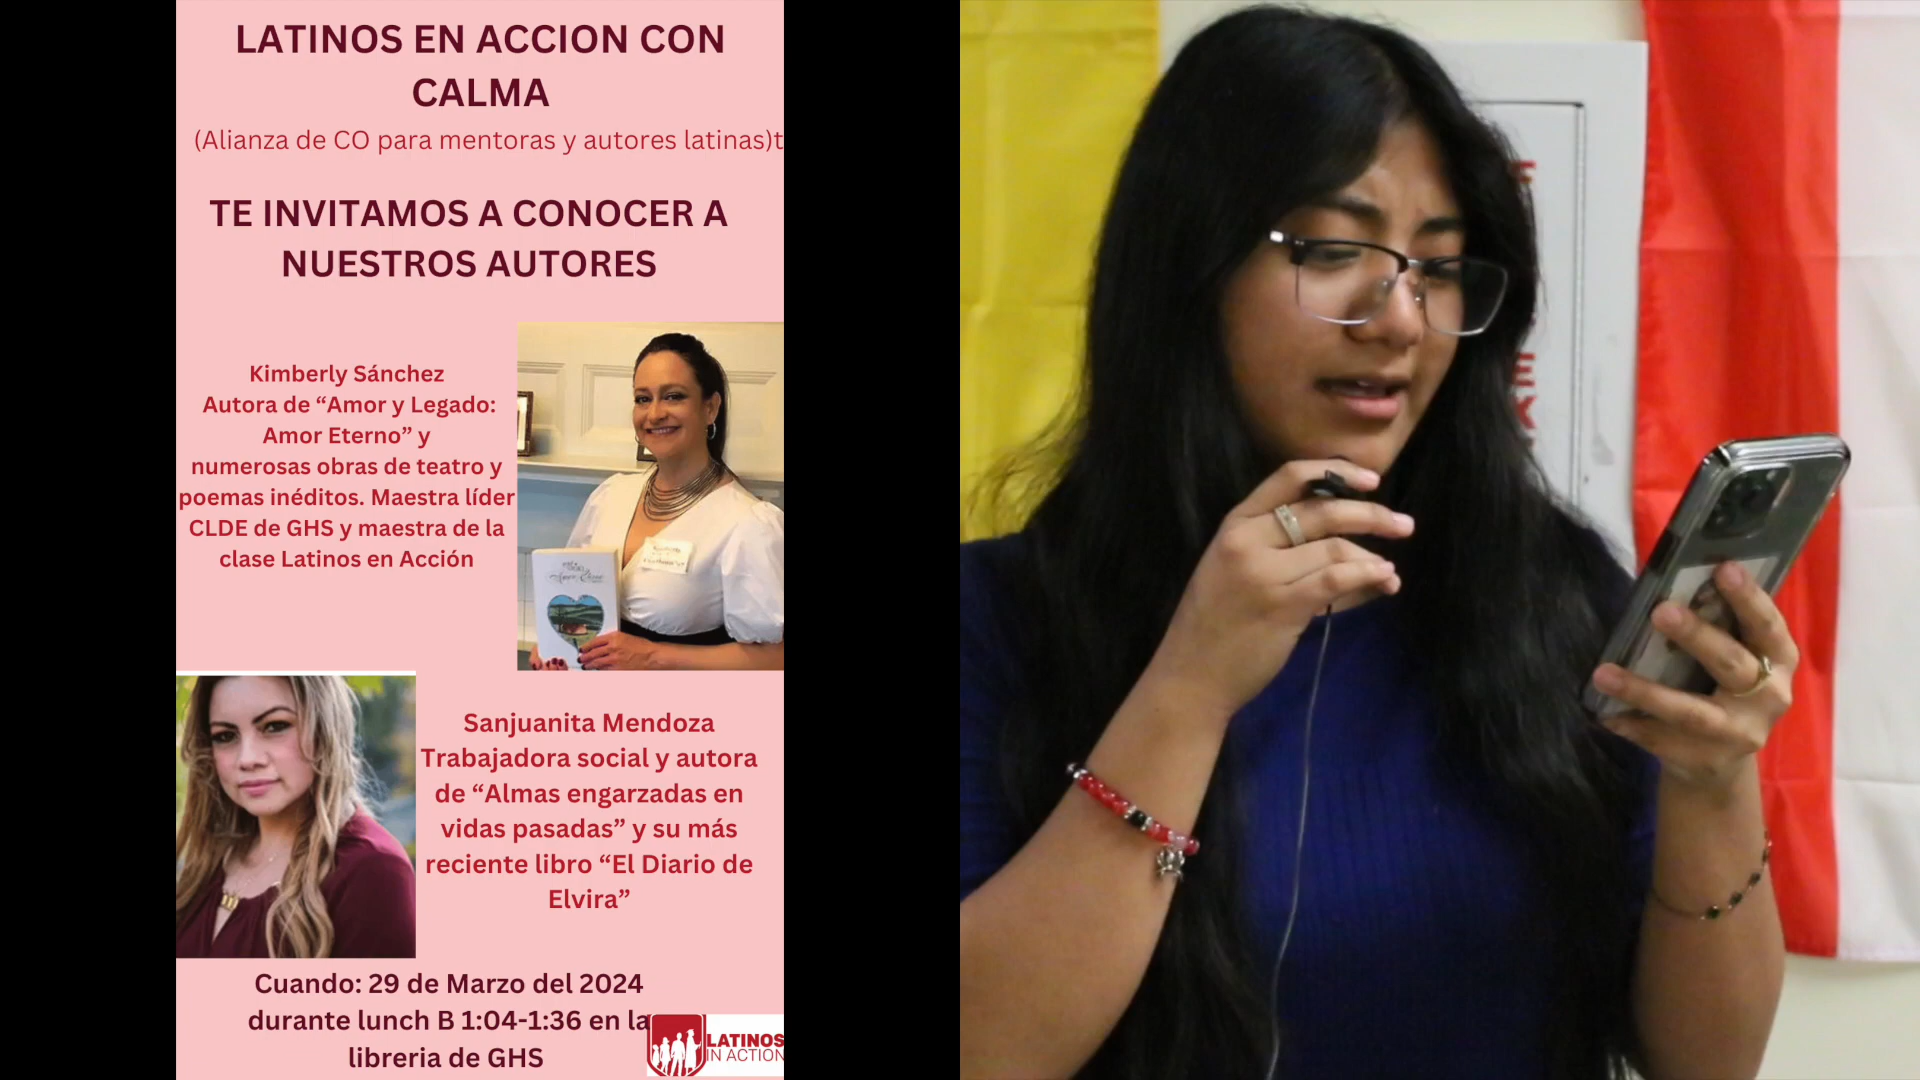 LATINOS EN ACCION CON
CALMA
(Alianza de CO para mentoras y autores latinas)t
TE INVITAMOS A CONOCER A
NUESTROS AUTORES
Kimberly Sánchez
Autora de “Amor y Legado:
Amor Eterno” y
numerosas obras de teatro y
poemas inéditos. Maestra líder
CLDE de GHS y maestra de la
clase Latinos en Acción
Sanjuanita Mendoza
Trabajadora social y autora
de “Almas engarzadas en
vidas pasadas” y su más
reciente libro “El Diario de
Elvira”
Cuando: 29 de Marzo del 2024
durante lunch B 1:04-1:36 en la
libreria de GHS
LATINOS
IN ACTION